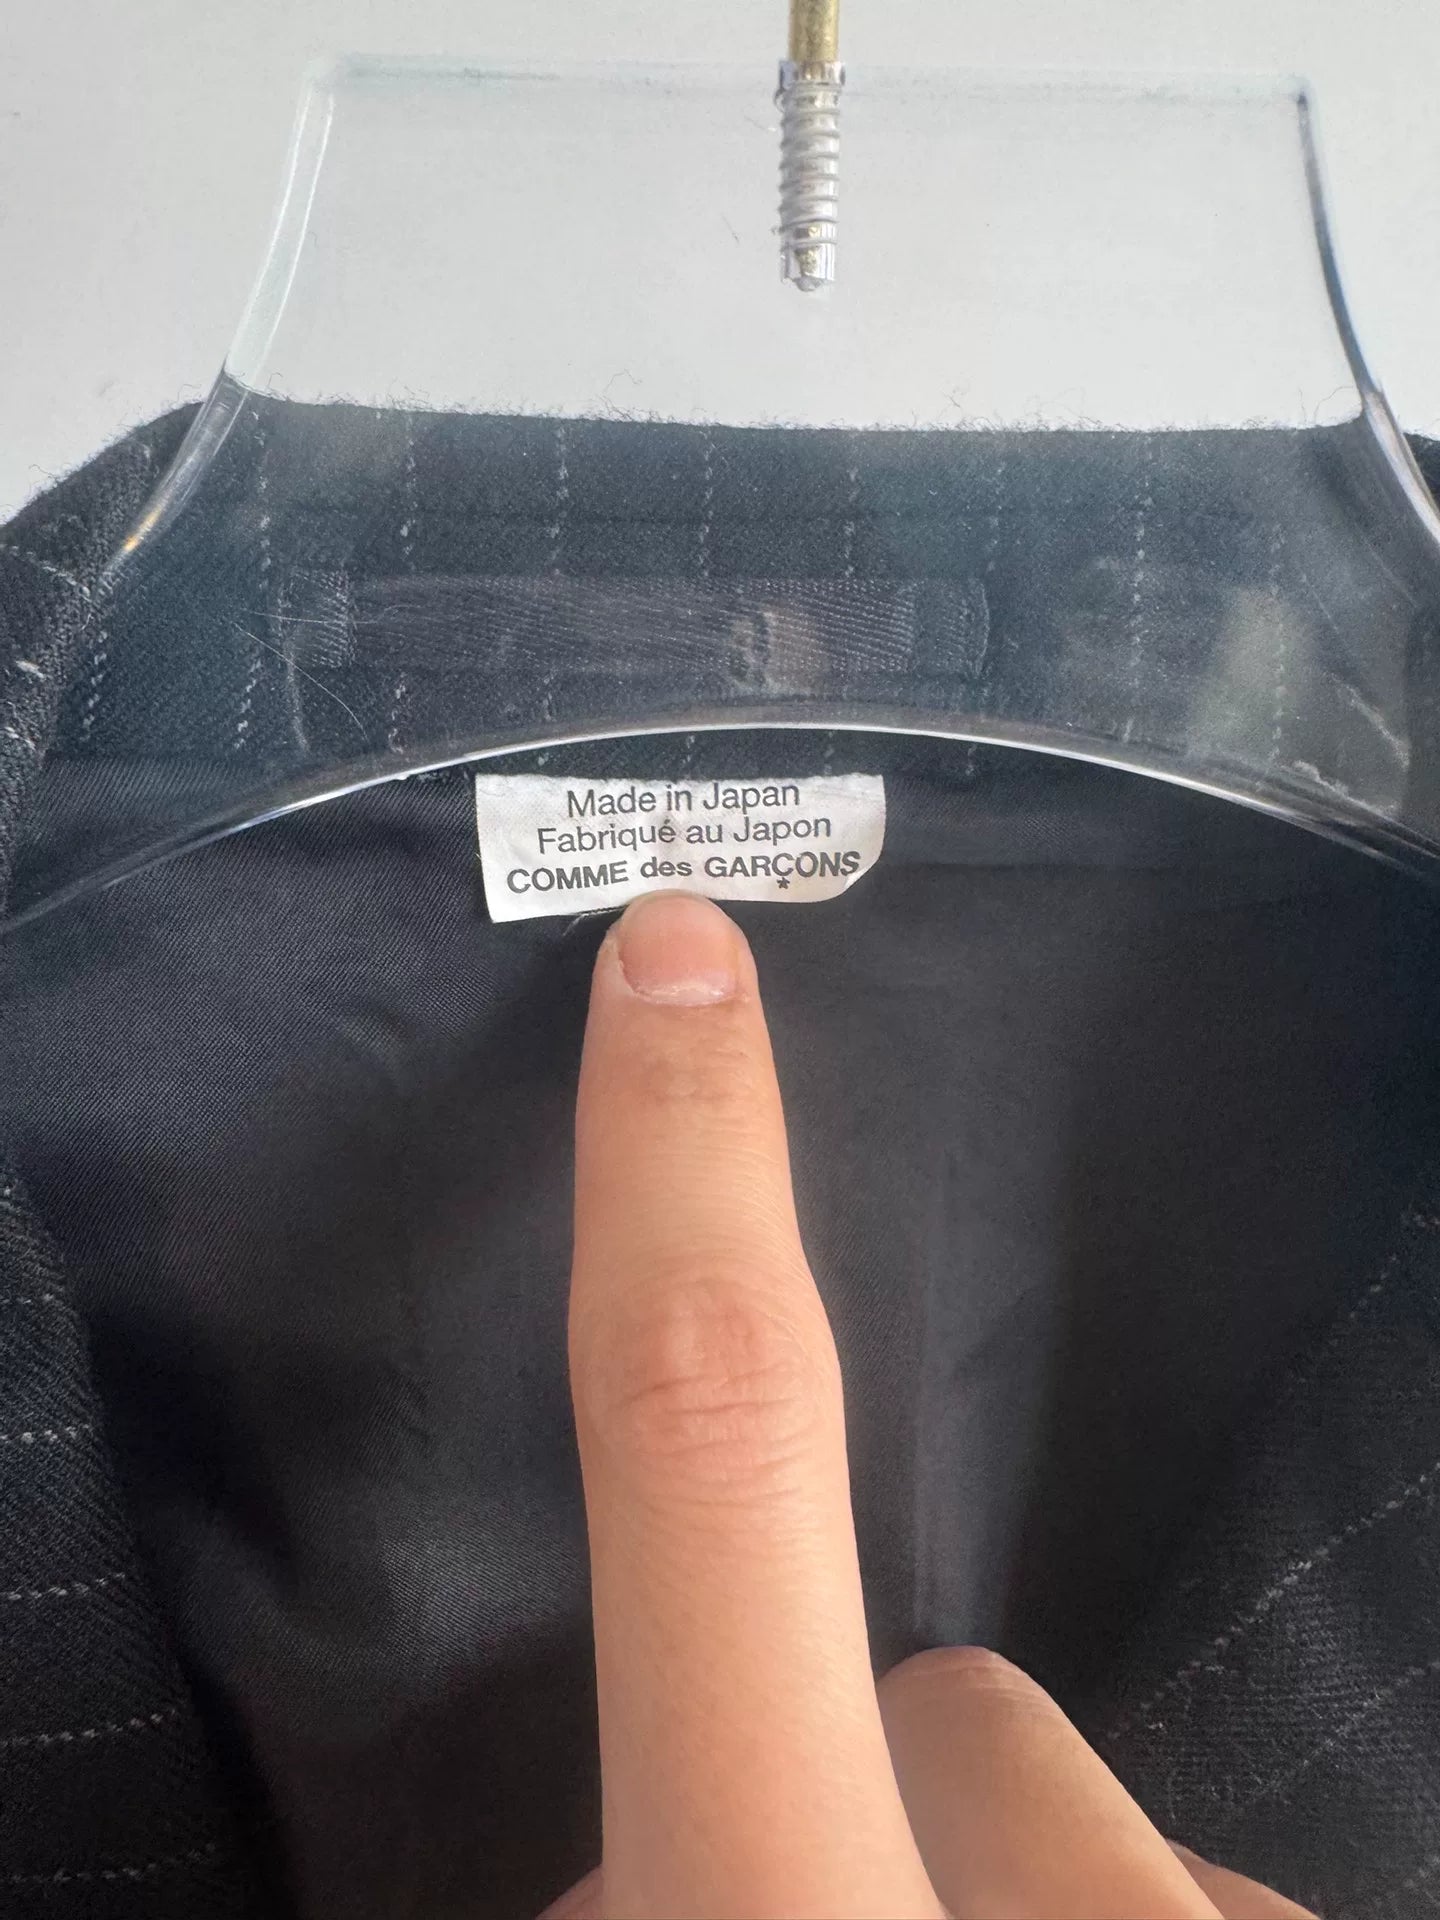 Made in Japan
Fabriqué au Japon
COMME des GARÇONS